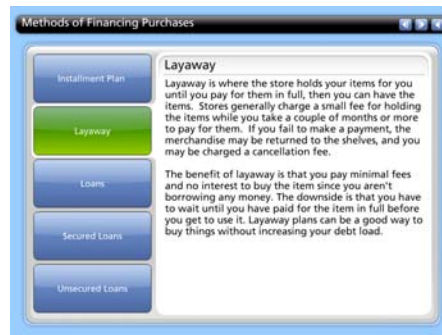 Methods of Financing Purchases
Installment Plan
Layaway
Loans
Secured Loans
Unsecured Loans
Layaway
Layaway is where the store holds your items for you
until you pay for them in full, then you can have the
items. Stores generally charge a small fee for holding
the items while you take a couple of months or more
to pay for them. If you fail to make a payment, the
merchandise may be returned to the shelves, and you
may be charged a cancellation fee.
The benefit of layaway is that you pay minimal fees
and no interest to buy the item since you aren't
borrowing any money. The downside is that you have
to wait until you have paid for the item in full before
you get to use it. Layaway plans can be a good way to
buy things without increasing your debt load.